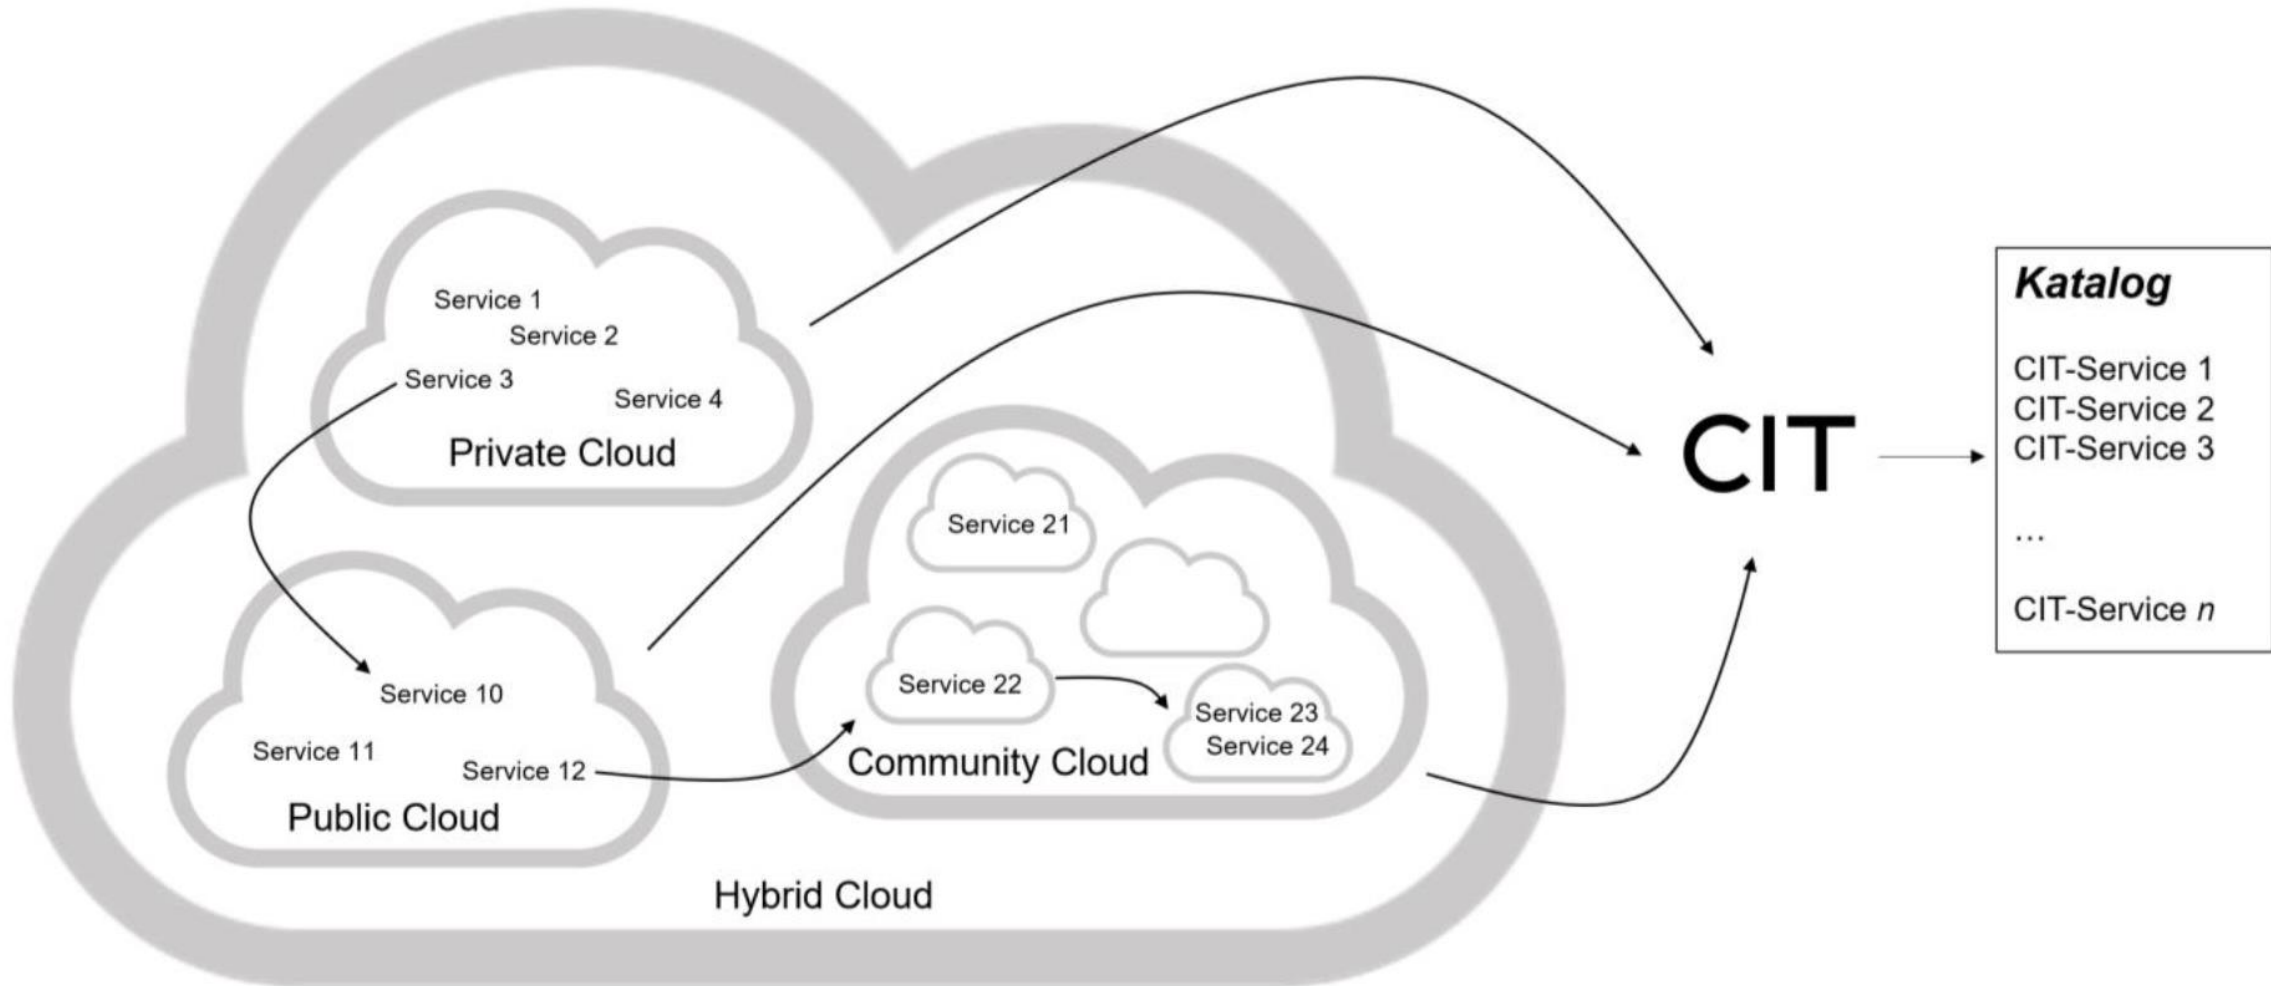 Service 1
Service 2
Service 3
Service 4
Private Cloud
Service 10
Service 11
Service 12
Public Cloud
Service 21
Service 22
Service 23
Service 24
Community Cloud
Hybrid Cloud
CIT
Katalog
CIT-Service 1
CIT-Service 2
CIT-Service 3
...
CIT-Service n